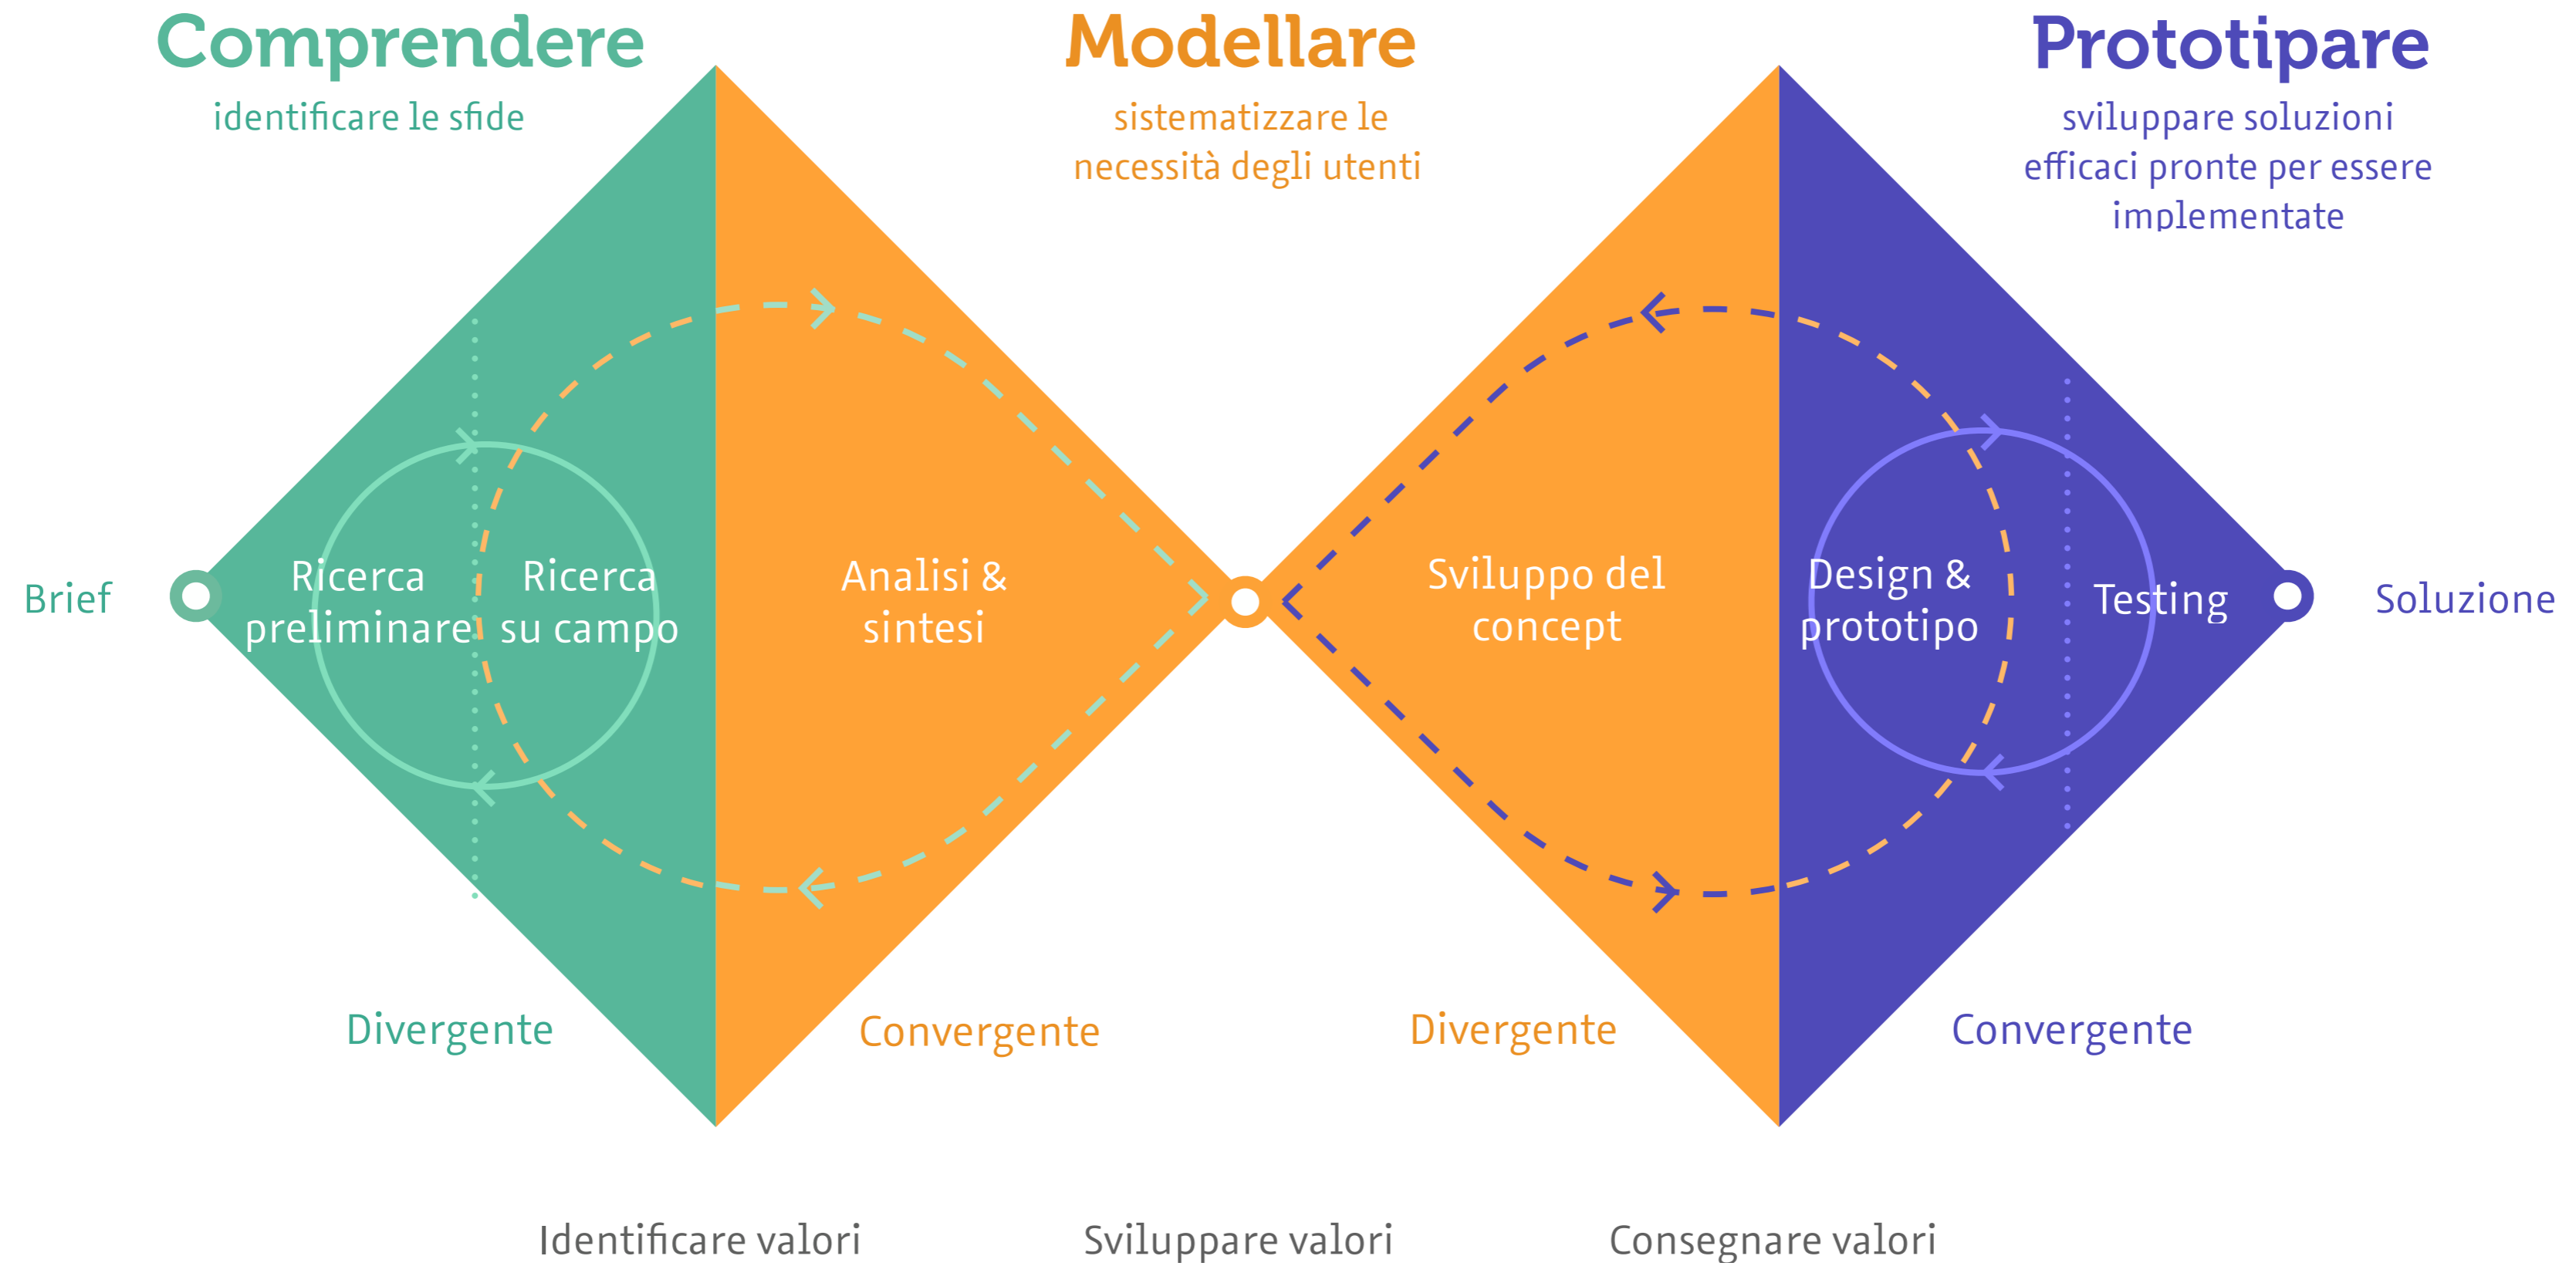 Comprendere
identificare le sfide
Modellare
sistematizzare le
necessità degli utenti
Prototipare
sviluppare soluzioni
efficaci pronte per essere
implementate
Brief
Ricerca
preliminare
Ricerca
su campo
Analisi &
sintesi
Sviluppo del
concept
Design &
prototipo
Testing
Soluzione
Divergente
Convergente
Divergente
Convergente
Identificare valori
Sviluppare valori
Consegnare valori